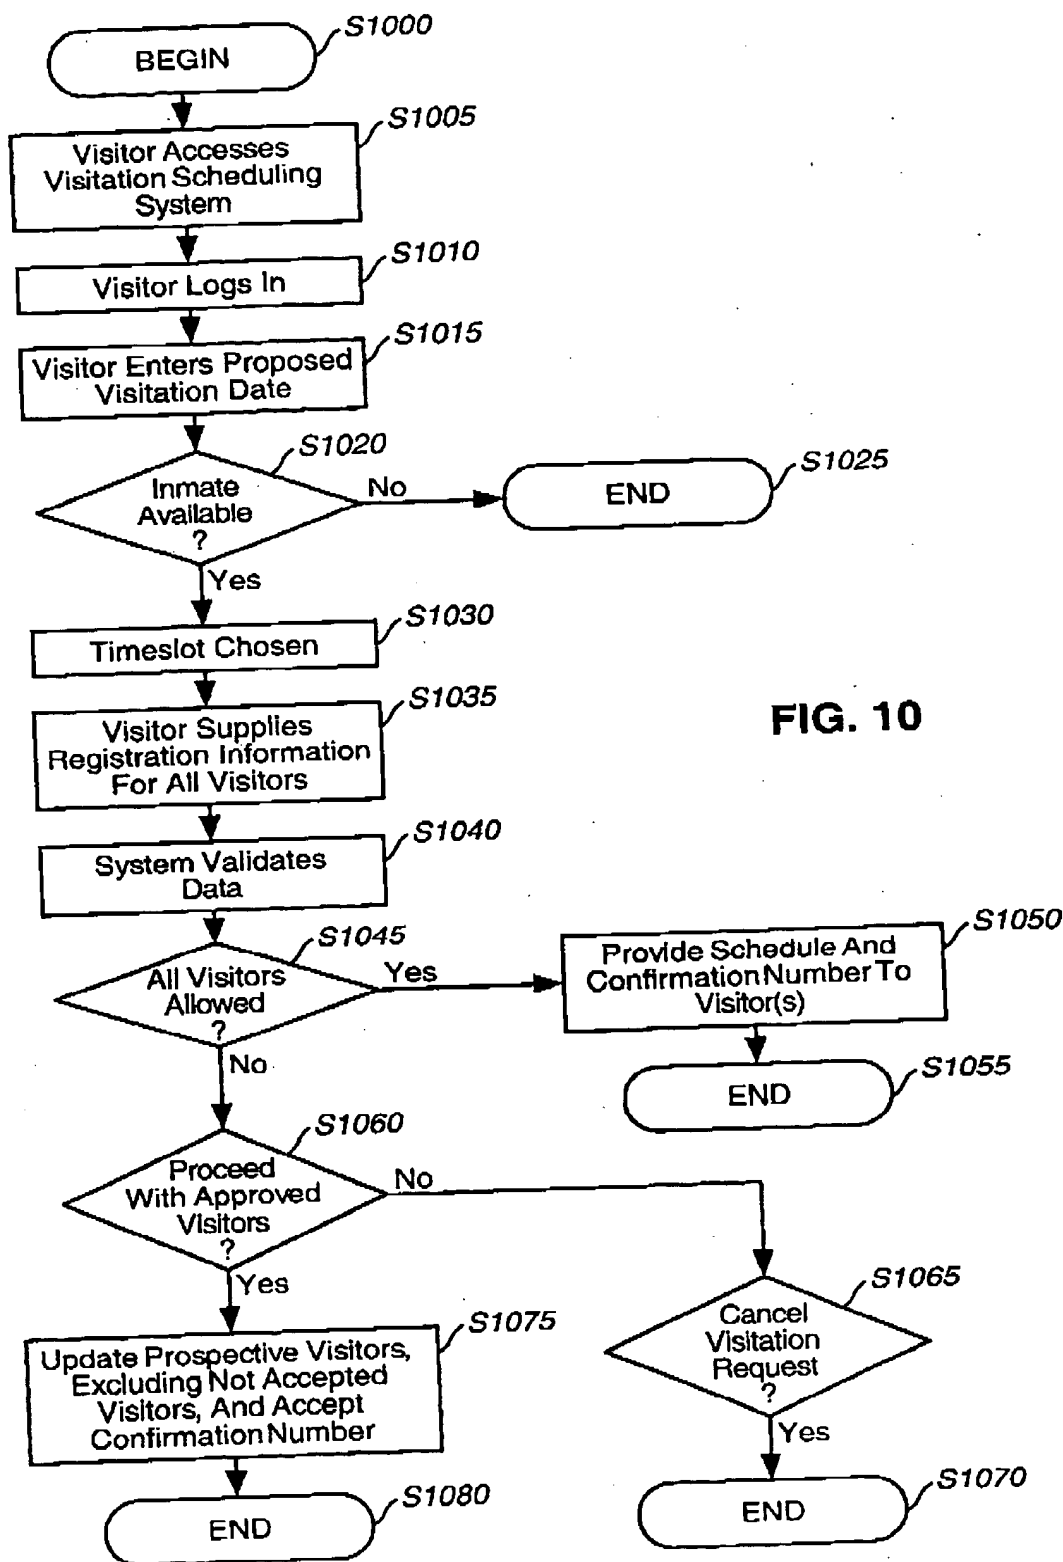 S1000
BEGIN
S1005
Visitor Accesses
Visitation Scheduling
System
S1010
Visitor Logs In
S1015
Visitor Enters Proposed
Visitation Date
S1020
Inmate
Available
?
No
S1025
END
Yes
S1030
Timeslot Chosen
S1035
Visitor Supplies
Registration Information
For All Visitors
FIG. 10
S1040
System Validates
Data
S1045
All Visitors
Allowed
?
Yes
S1050
Provide Schedule And
Confirmation Number To
Visitor(s)
No
S1055
END
S1060
Proceed
With Approved
Visitors
?
No
Yes
S1065
Cancel
Visitation
Request
?
S1075
Update Prospective Visitors,
Excluding Not Accepted
Visitors, And Accept
Confirmation Number
Yes
S1070
END
S1080
END